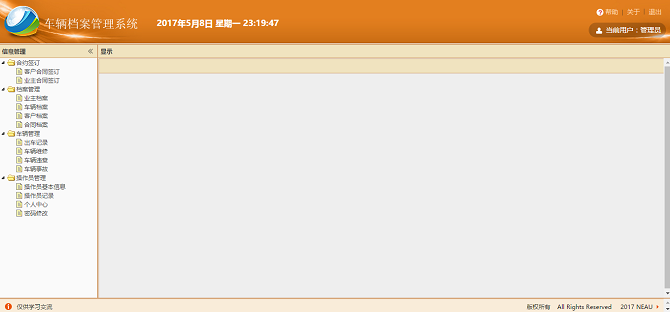 车辆档案管理系统 2017年5月8日 星期一 23:19:47
帮助 关于 退出
当前用户：管理员
信息管理
显示
合约签订
客户合同签订
业主合同签订
档案管理
业主档案
车辆档案
客户档案
合同档案
车辆管理
出车记录
车辆维修
车辆违章
车辆事故
操作员管理
操作员基本信息
操作员记录
个人中心
密码修改
仅供学习交流
版权所有 All Rights Reserved 2017 NEAU